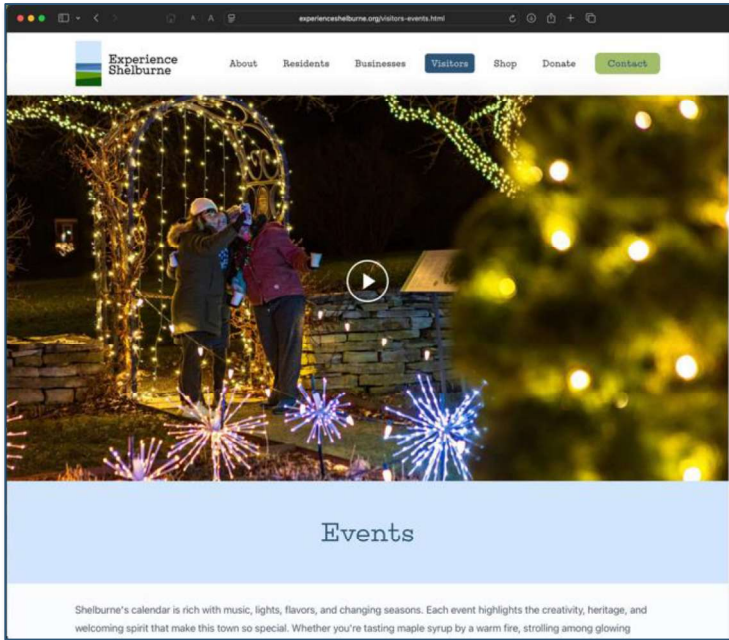 experienceshelburne.org/visitors-events.html
Experience
Shelburne
About Residents Businesses Visitors Shop Donate Contact
Events
Shelburne's calendar is rich with music, lights, flavors, and changing seasons. Each event highlights the creativity, heritage, and
welcoming spirit that make this town so special. Whether you're tasting maple syrup by a warm fire, strolling among glowing